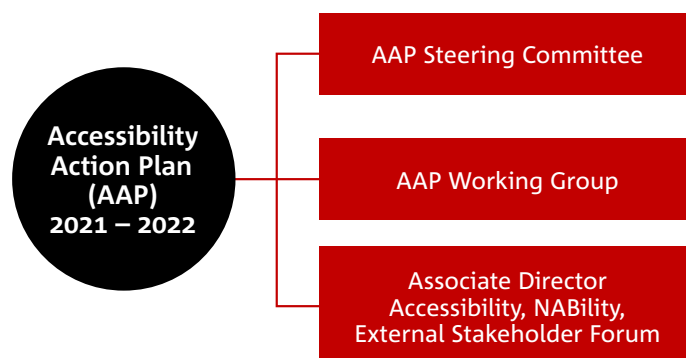 Accessibility
Action Plan
(AAP)
2021 – 2022
AAP Steering Committee
AAP Working Group
Associate Director
Accessibility, NABility,
External Stakeholder Forum